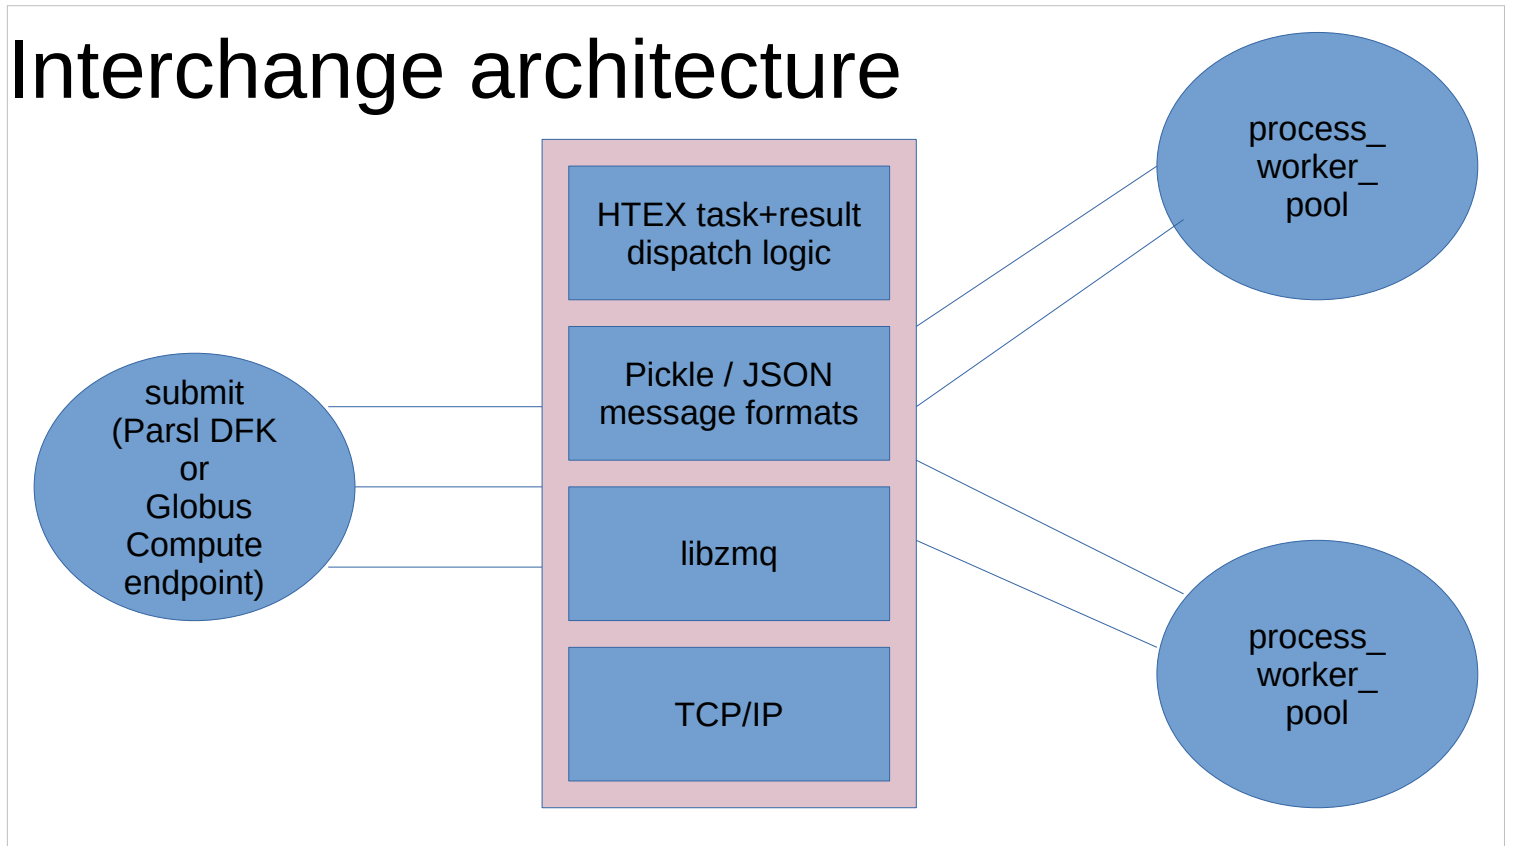 Interchange architecture
process_
worker_
pool
HTEX task+result
dispatch logic
Pickle / JSON
message formats
submit
(Parsl DFK
or
Globus
Compute
endpoint)
libzmq
process_
worker_
pool
TCP/IP